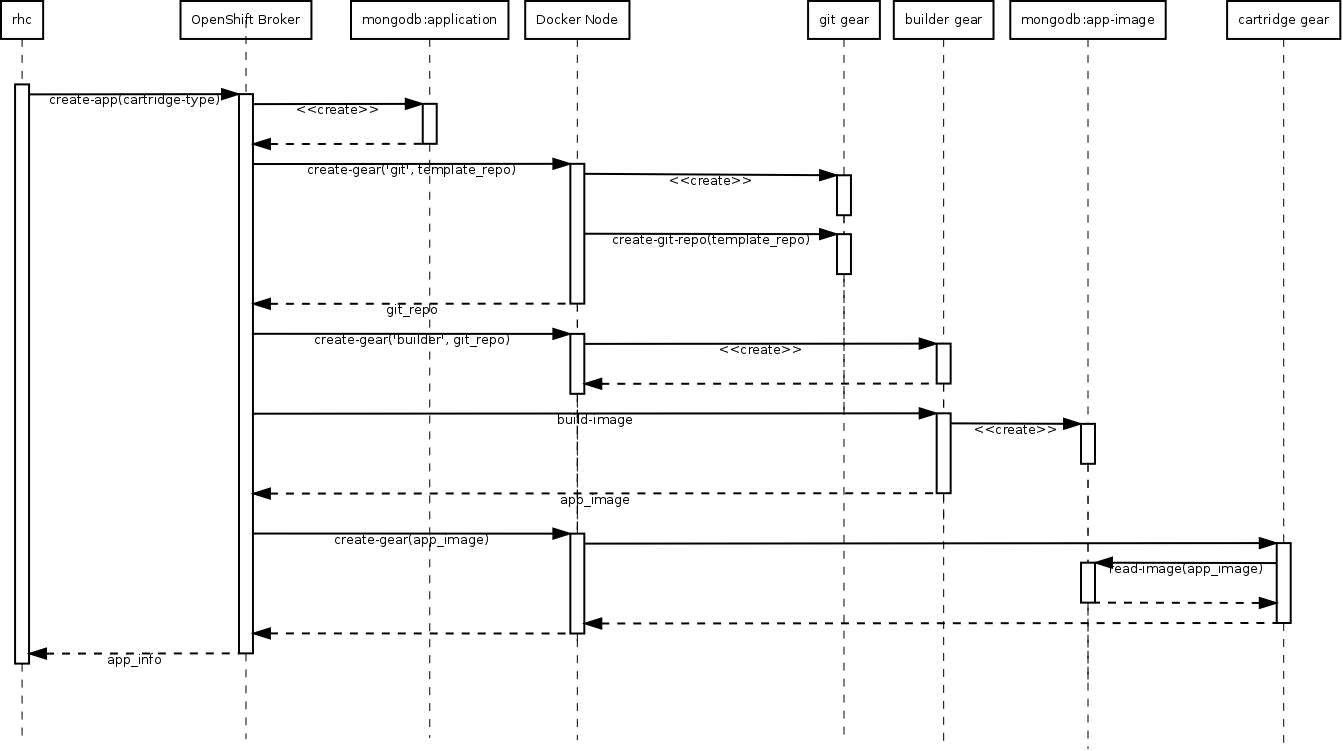 rhc
OpenShift Broker
mongodb:application
Docker Node
git gear
builder gear
mongodb:app-image
cartridge gear
create-app(cartridge-type)
<<create>>
create-gear('git', template_repo)
<<create>>
create-git-repo(template_repo)
git_repo
create-gear('builder', git_repo)
<<create>>
build-image
<<create>>
app_image
create-gear(app_image)
read-image(app_image)
app_info